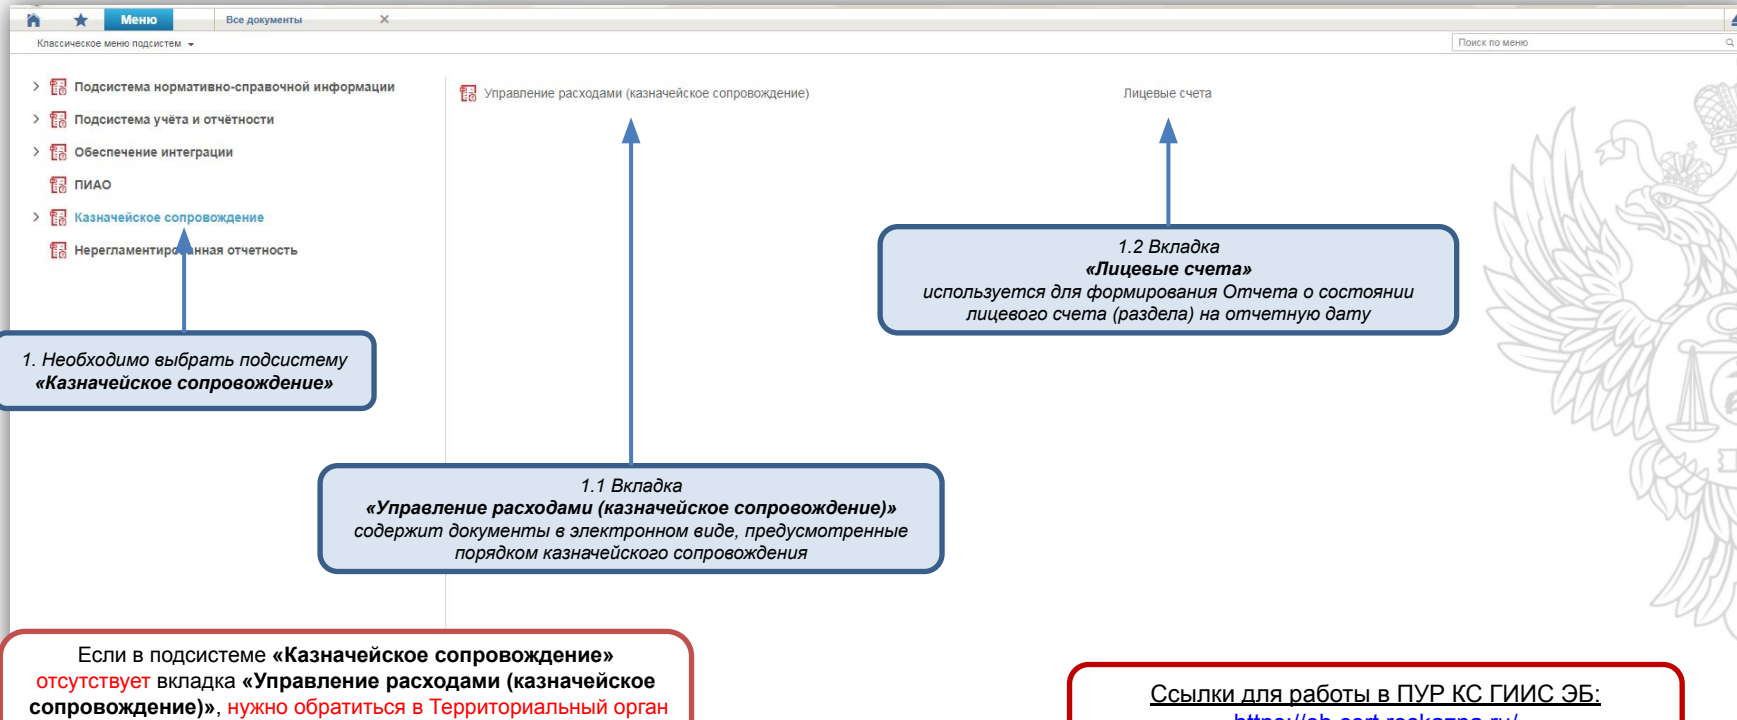 Меню
Все документы
Классическое меню подсистем
Поиск по меню
Подсистема нормативно-справочной информации
Подсистема учёта и отчётности
Обеспечение интеграции
ПИАО
Казначейское сопровождение
Нерегламентированная отчетность
Управление расходами (казначейское сопровождение)
Лицевые счета
1.2 Вкладка
«Лицевые счета»
используется для формирования Отчета о состоянии
лицевого счета (раздела) на отчетную дату
1. Необходимо выбрать подсистему
«Казначейское сопровождение»
1.1 Вкладка
«Управление расходами (казначейское сопровождение)»
содержит документы в электронном виде, предусмотренные
порядком казначейского сопровождения
Если в подсистеме «Казначейское сопровождение»
отсутствует вкладка «Управление расходами (казначейское
сопровождение)», нужно обратиться в Территориальный орган
Ссылки для работы в ПУР КС ГИИС ЭБ: